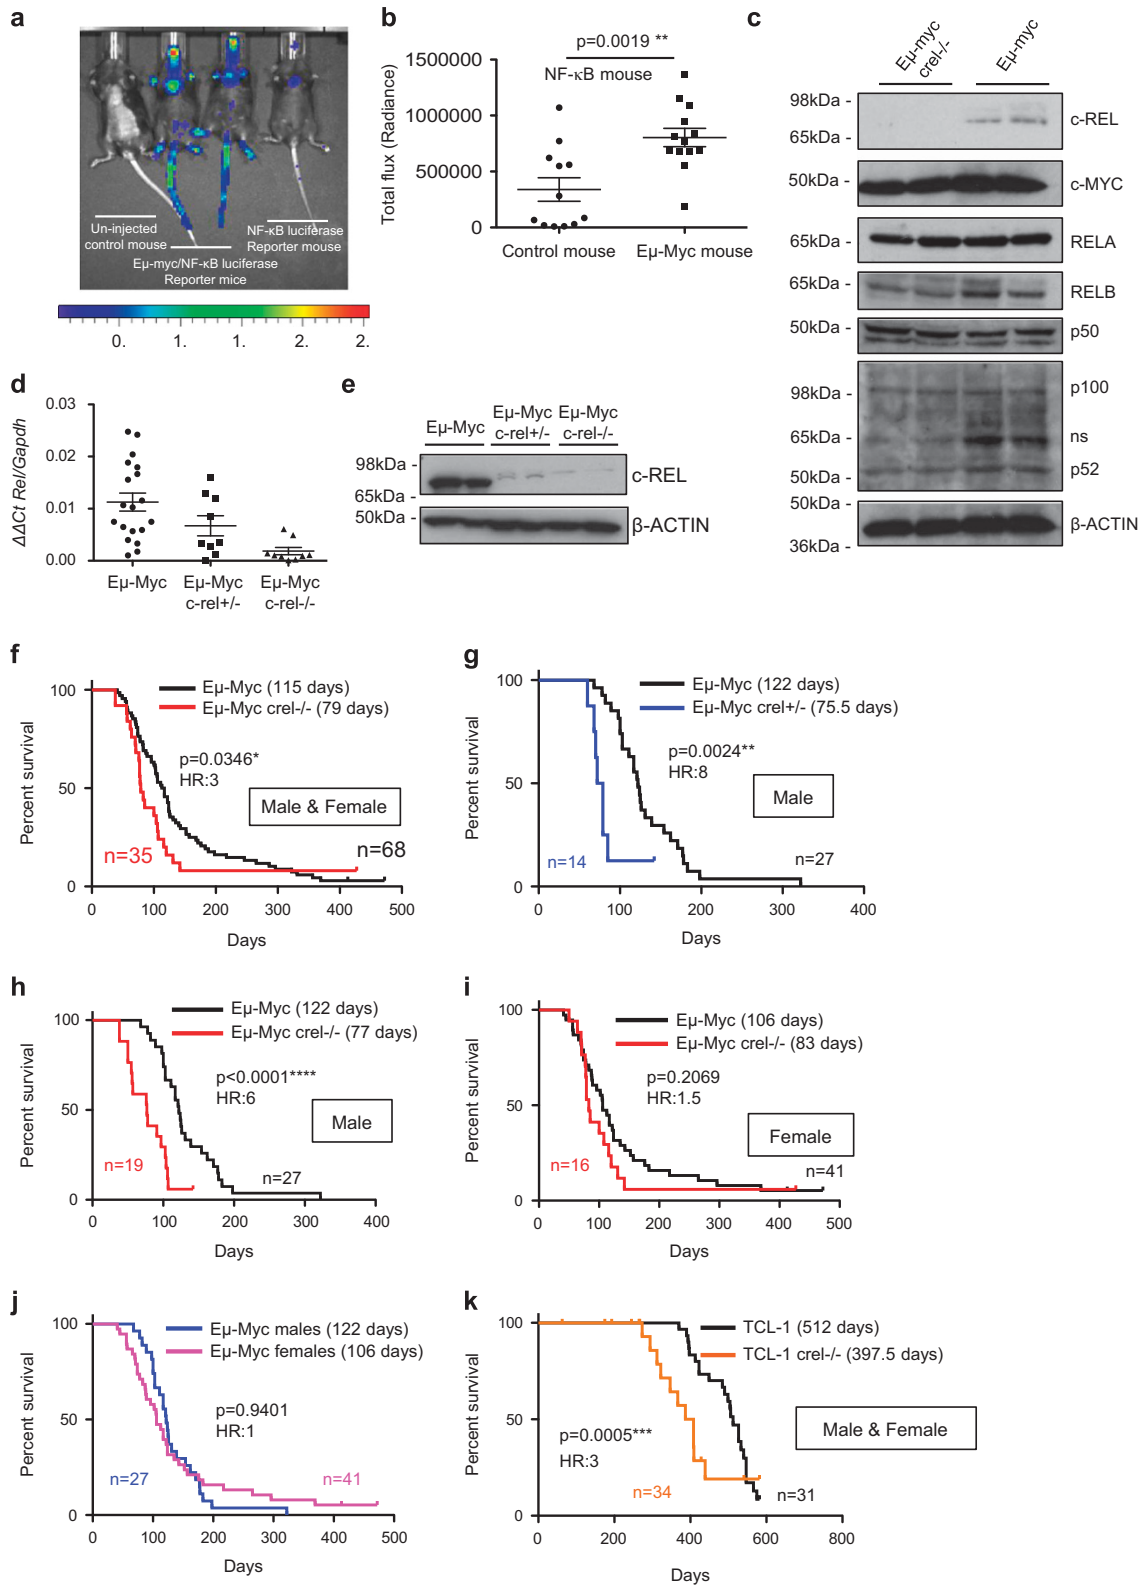 a
Un-injected
control mouse
NF-κB luciferase
Reporter mouse
Eμ-myc/NF-κB luciferase
Reporter mice
0. 1. 1. 2. 2.
b
p=0.0019 **
NF-κB mouse
1500000
1000000
500000
0
Total flux (Radiance)
Control mouse Eμ-Myc mouse
c
Eμ-myc
crel-/-
Eμ-myc
98kDa -
65kDa -
c-REL
50kDa -
c-MYC
65kDa -
RELA
65kDa -
RELB
50kDa -
p50
98kDa -
p100
65kDa -
ns
50kDa -
p52
50kDa -
β-ACTIN
36kDa -
d
0.03
0.02
0.01
0.00
ΔΔCt Rel/Gapdh
Eμ-Myc
Eμ-Myc
c-rel+/-
Eμ-Myc
c-rel-/-
e
Eμ-Myc
Eμ-Myc
c-rel+/-
Eμ-Myc
c-rel-/-
98kDa -
c-REL
65kDa -
50kDa -
β-ACTIN
f
Eμ-Myc (115 days)
Eμ-Myc crel-/- (79 days)
p=0.0346*
HR:3
Male & Female
n=35
n=68
Percent survival
100
50
0
0 100 200 300 400 500
Days
g
Eμ-Myc (122 days)
Eμ-Myc crel+/- (75.5 days)
p=0.0024**
HR:8
Male
n=14
n=27
Percent survival
100
50
0
0 100 200 300 400
Days
h
Eμ-Myc (122 days)
Eμ-Myc crel-/- (77 days)
p<0.0001****
HR:6
Male
n=19
n=27
Percent survival
100
50
0
0 100 200 300 400
Days
i
Eμ-Myc (106 days)
Eμ-Myc crel-/- (83 days)
p=0.2069
HR:1.5
Female
n=16
n=41
Percent survival
100
50
0
0 100 200 300 400 500
Days
j
Eμ-Myc males (122 days)
Eμ-Myc females (106 days)
p=0.9401
HR:1
n=27
n=41
Percent survival
100
50
0
0 100 200 300 400 500
Days
k
TCL-1 (512 days)
TCL-1 crel-/- (397.5 days)
p=0.0005***
HR:3
Male & Female
n=34
n=31
Percent survival
100
50
0
0 200 400 600 800
Days